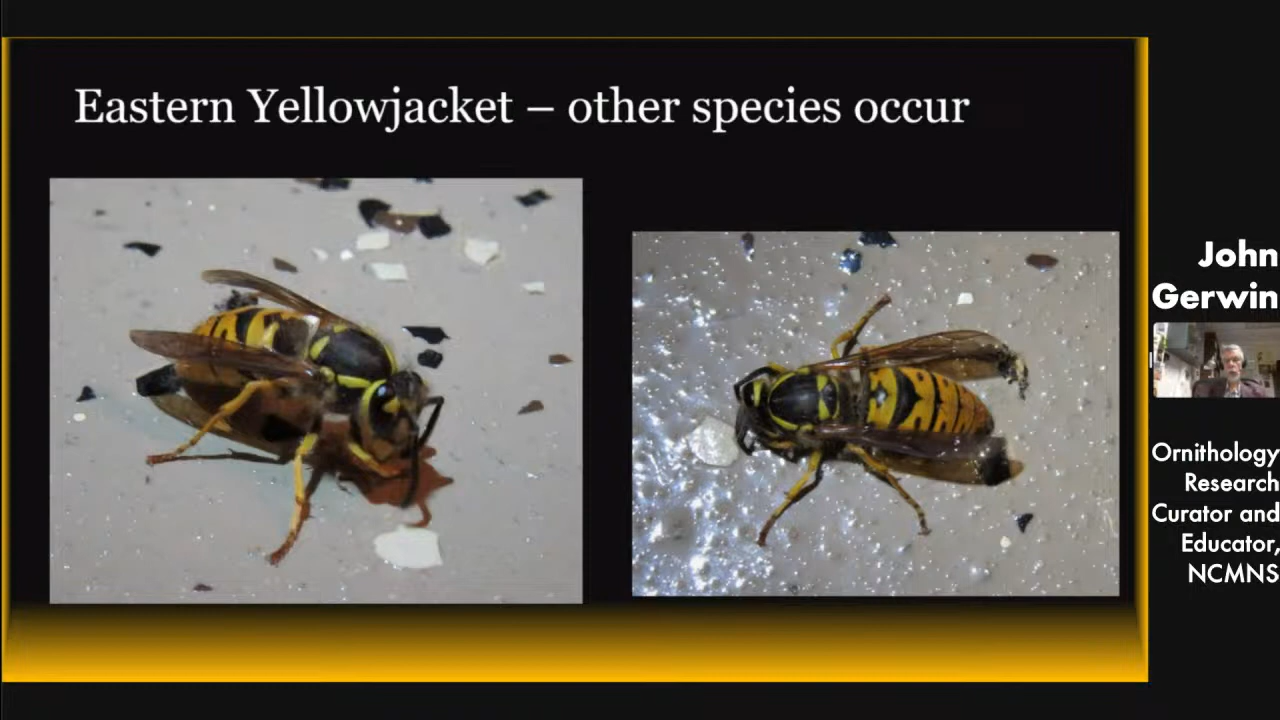 Eastern Yellowjacket – other species occur
John
Gerwin
Ornithology
Research
Curator and
Educator,
NCMNS